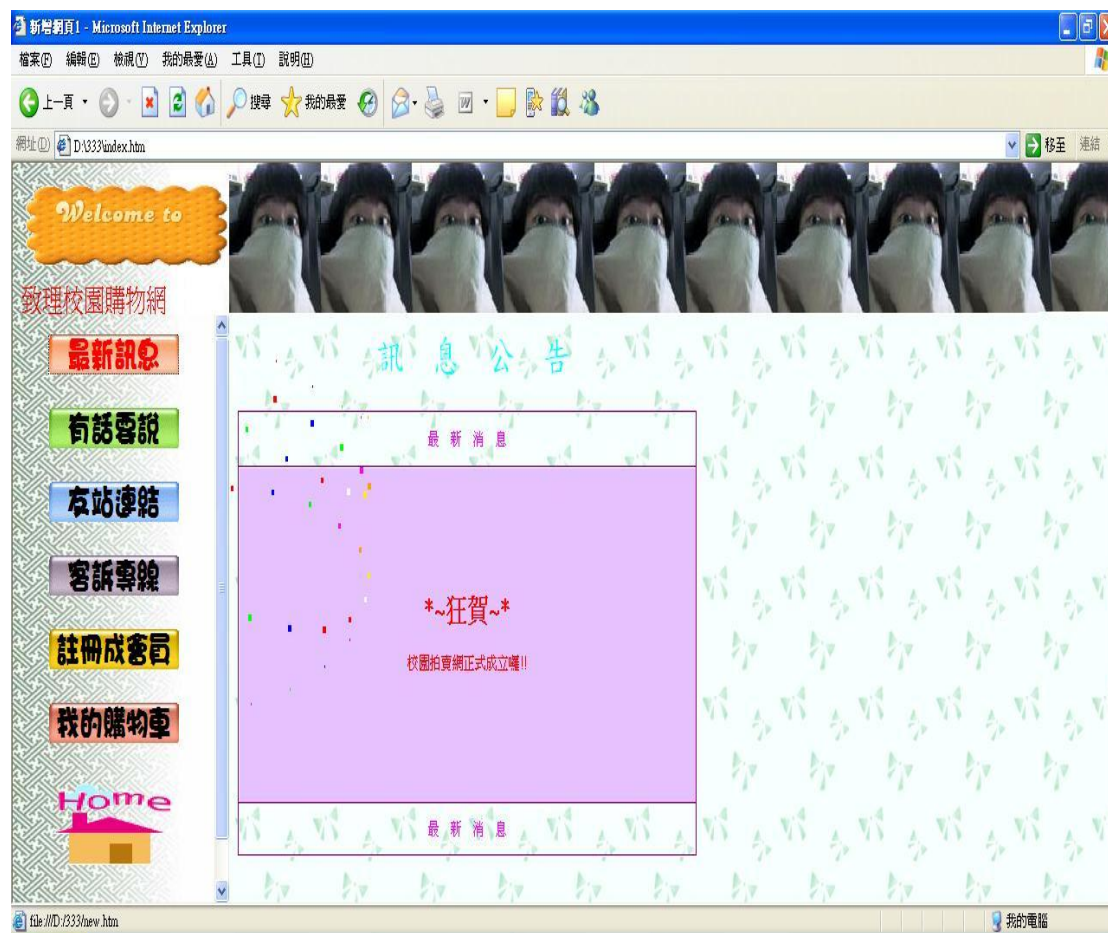 新增網頁1 - Microsoft Internet Explorer
檔案(F) 編輯(E) 檢視(V) 我的最愛(A) 工具(T) 說明(H)
上一頁 搜尋 我的最愛
網址(D) D:\333\index.htm 移至 連結
Welcome to
致理校園購物網
最新訊息
有話要說
友站連結
客訴專線
註冊成會員
我的購物車
Home
訊息公告
最新消息
*~狂賀~*
校園拍賣網正式成立囉!!
最新消息
file:///D:/333/new.htm 我的電腦